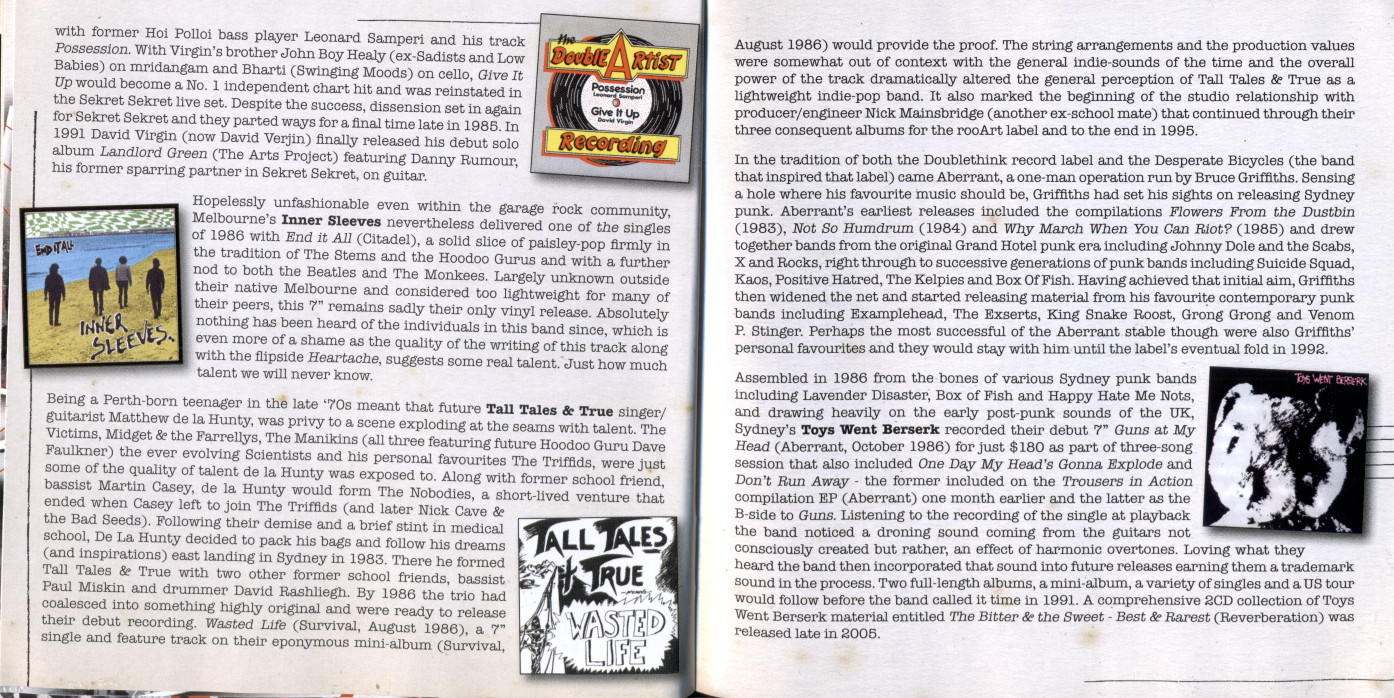 with former Hoi Polloi bass player Leonard Samperi and his track
Possession. With Virgin's brother John Boy Healy (ex-Sadists and Low
Babies) on mridangam and Bharti (Swinging Moods) on cello, Give It
Up would become a No. 1 independent chart hit and was reinstated in
the Sekret Sekret live set. Despite the success, dissension set in again
for Sekret Sekret and they parted ways for a final time late in 1985. In
1991 David Virgin (now David Verjin) finally released his debut solo
album Landlord Green (The Arts Project) featuring Danny Rumour,
his former sparring partner in Sekret Sekret, on guitar.
the
Double A Artist
Possession
Leonard Samperi
Give It Up
David Virgin
Recording
END IT ALL
INNER
SLEEVES.
Hopelessly unfashionable even within the garage rock community,
Melbourne's Inner Sleeves nevertheless delivered one of the singles
of 1986 with End it All (Citadel), a solid slice of paisley-pop firmly in
the tradition of The Stems and the Hoodoo Gurus and with a further
nod to both the Beatles and The Monkees. Largely unknown outside
their native Melbourne and considered too lightweight for many of
their peers, this 7" remains sadly their only vinyl release. Absolutely
nothing has been heard of the individuals in this band since, which is
even more of a shame as the quality of the writing of this track along
with the flipside Heartache, suggests some real talent. Just how much
talent we will never know.
Being a Perth-born teenager in the late '70s meant that future Tall Tales & True singer/
guitarist Matthew de la Hunty, was privy to a scene exploding at the seams with talent. The
Victims, Midget & the Farrellys, The Manikins (all three featuring future Hoodoo Guru Dave
Faulkner) the ever evolving Scientists and his personal favourites The Triffids, were just
some of the quality of talent de la Hunty was exposed to. Along with former school friend,
bassist Martin Casey, de la Hunty would form The Nobodies, a short-lived venture that
ended when Casey left to join The Triffids (and later Nick Cave &
the Bad Seeds). Following their demise and a brief stint in medical
school, De La Hunty decided to pack his bags and follow his dreams
(and inspirations) east landing in Sydney in 1983. There he formed
Tall Tales & True with two other former school friends, bassist
Paul Miskin and drummer David Rashliegh. By 1986 the trio had
coalesced into something highly original and were ready to release
their debut recording. Wasted Life (Survival, August 1986), a 7"
single and feature track on their eponymous mini-album (Survival,
TALL TALES
& TRUE
WASTED
LIFE
August 1986) would provide the proof. The string arrangements and the production values
were somewhat out of context with the general indie-sounds of the time and the overall
power of the track dramatically altered the general perception of Tall Tales & True as a
lightweight indie-pop band. It also marked the beginning of the studio relationship with
producer/engineer Nick Mainsbridge (another ex-school mate) that continued through their
three consequent albums for the rooArt label and to the end in 1995.
In the tradition of both the Doublethink record label and the Desperate Bicycles (the band
that inspired that label) came Aberrant, a one-man operation run by Bruce Griffiths. Sensing
a hole where his favourite music should be, Griffiths had set his sights on releasing Sydney
punk. Aberrant's earliest releases included the compilations Flowers From the Dustbin
(1983), Not So Humdrum (1984) and Why March When You Can Riot? (1985) and drew
together bands from the original Grand Hotel punk era including Johnny Dole and the Scabs,
X and Rocks, right through to successive generations of punk bands including Suicide Squad,
Kaos, Positive Hatred, The Kelpies and Box Of Fish. Having achieved that initial aim, Griffiths
then widened the net and started releasing material from his favourite contemporary punk
bands including Examplehead, The Exserts, King Snake Roost, Grong Grong and Venom
P. Stinger. Perhaps the most successful of the Aberrant stable though were also Griffiths'
personal favourites and they would stay with him until the label's eventual fold in 1992.
Assembled in 1986 from the bones of various Sydney punk bands
including Lavender Disaster, Box of Fish and Happy Hate Me Nots,
and drawing heavily on the early post-punk sounds of the UK,
Sydney's Toys Went Berserk recorded their debut 7" Guns at My
Head (Aberrant, October 1986) for just $180 as part of three-song
session that also included One Day My Head's Gonna Explode and
Don't Run Away - the former included on the Trousers in Action
compilation EP (Aberrant) one month earlier and the latter as the
B-side to Guns. Listening to the recording of the single at playback
the band noticed a droning sound coming from the guitars not
consciously created but rather, an effect of harmonic overtones. Loving what they
heard the band then incorporated that sound into future releases earning them a trademark
sound in the process. Two full-length albums, a mini-album, a variety of singles and a US tour
would follow before the band called it time in 1991. A comprehensive 2CD collection of Toys
Went Berserk material entitled The Bitter & the Sweet - Best & Rarest (Reverberation) was
released late in 2005.
TOYS WENT BERSERK